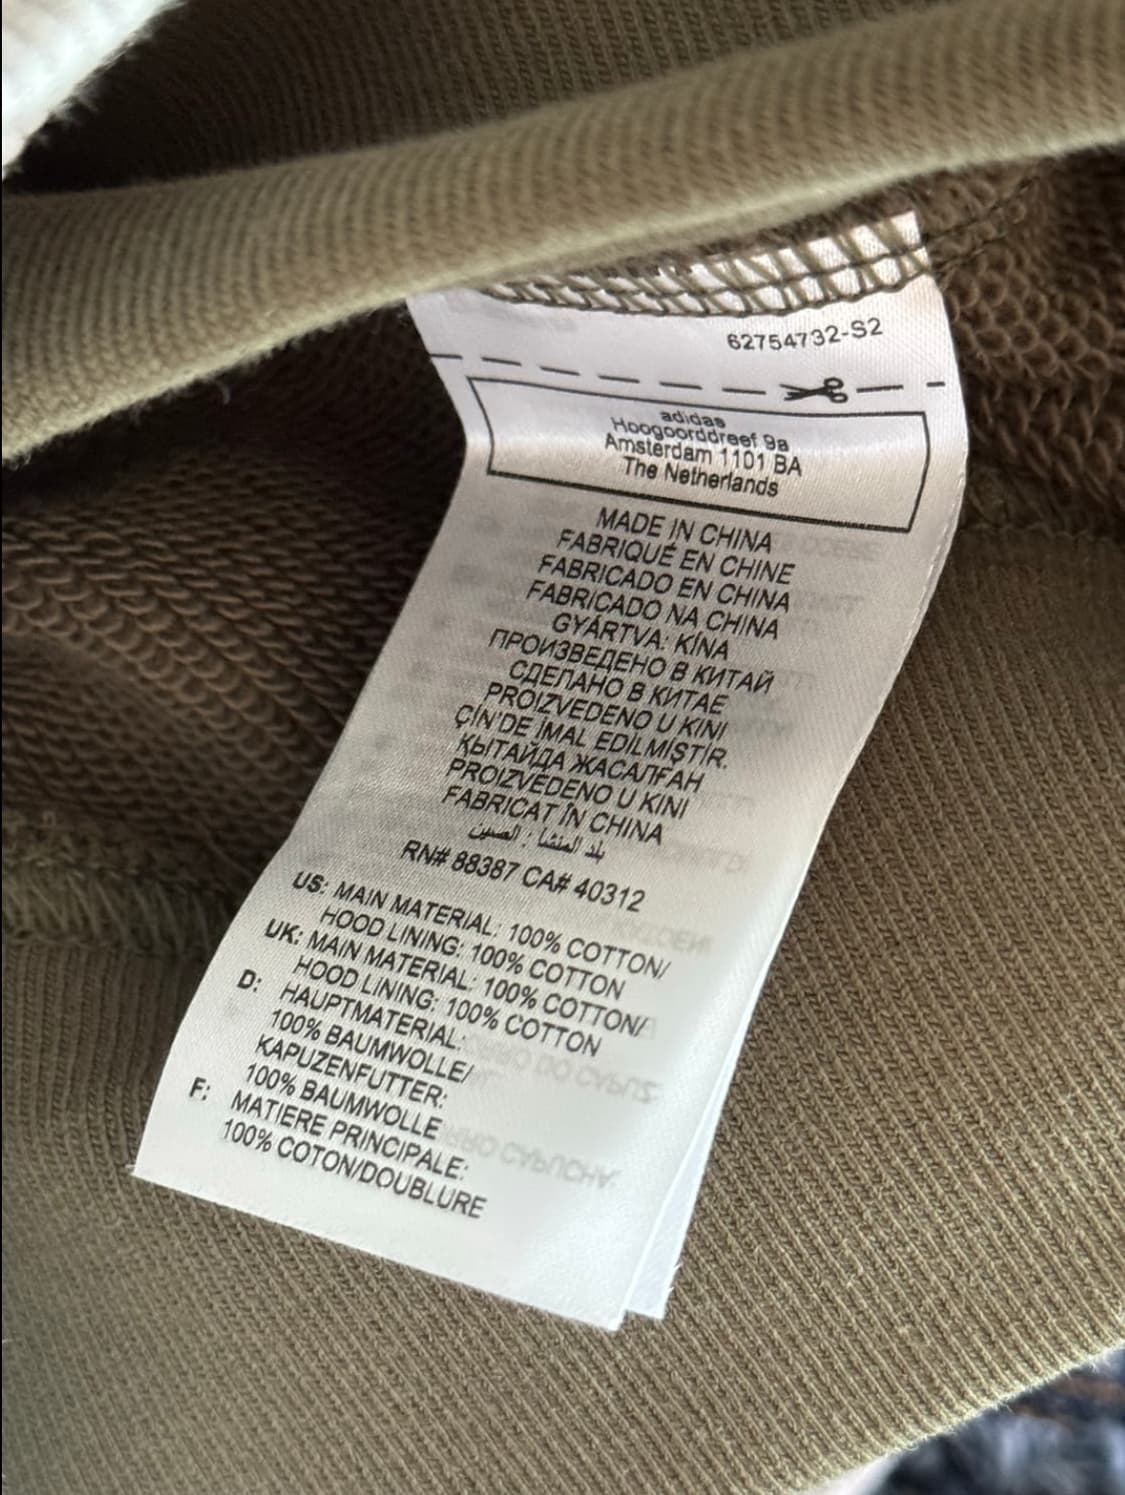 62754732-S2
adidas
Hoogoorddreef 9a
Amsterdam 1101 BA
The Netherlands
MADE IN CHINA
FABRIQUÉ EN CHINE
FABRICADO EN CHINA
FABRICADO NA CHINA
GYÁRTVA: KÍNA
ПРОИЗВЕДЕНО В КИТАЙ
СДЕЛАНО В КИТАЕ
PROIZVEDENO U KINI
ÇİN'DE İMAL EDİLMİŞTİR.
ҚЫТАЙДА ЖАСАЛҒАН
PROIZVEDENO U KINI
FABRICAT ÎN CHINA
بلد المنشا : الصين
RN# 88387 CA# 40312
US: MAIN MATERIAL: 100% COTTON/
HOOD LINING: 100% COTTON
UK: MAIN MATERIAL: 100% COTTON/
HOOD LINING: 100% COTTON
D: HAUPTMATERIAL:
100% BAUMWOLLE/
KAPUZENFUTTER:
100% BAUMWOLLE
F: MATIERE PRINCIPALE:
100% COTON/DOUBLURE